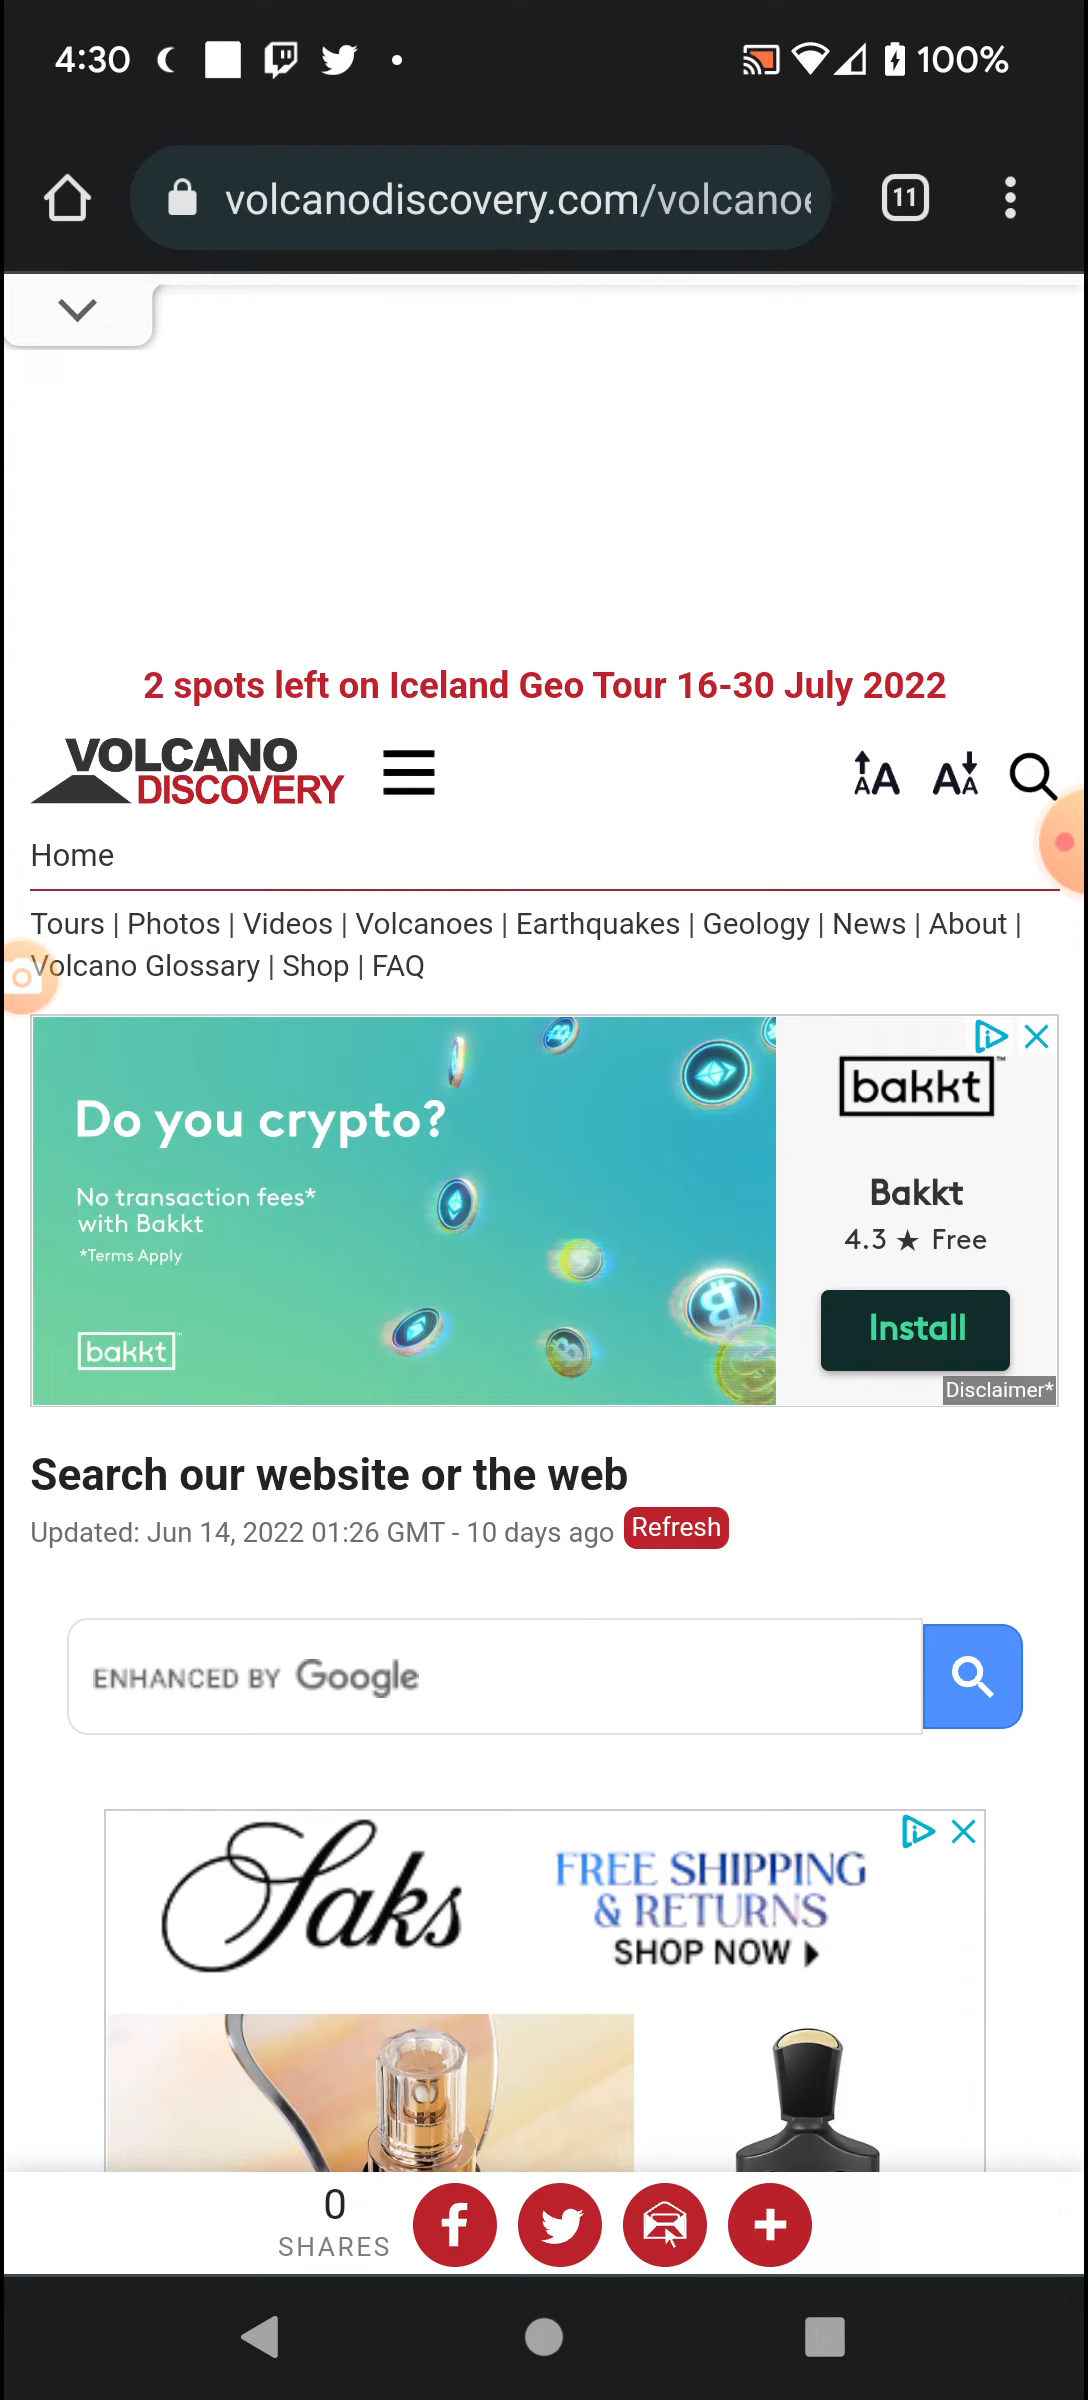 4:30
100%
volcanodiscovery.com/volcanoe
11
2 spots left on Iceland Geo Tour 16-30 July 2022
VOLCANO
DISCOVERY
Home
Tours | Photos | Videos | Volcanoes | Earthquakes | Geology | News | About |
Volcano Glossary | Shop | FAQ
Do you crypto?
No transaction fees*
with Bakkt
*Terms Apply
bakkt
bakkt™
Bakkt
4.3 ★ Free
Install
Disclaimer*
Search our website or the web
Updated: Jun 14, 2022 01:26 GMT - 10 days ago Refresh
ENHANCED BY Google
Saks
FREE SHIPPING
& RETURNS
SHOP NOW
0
SHARES